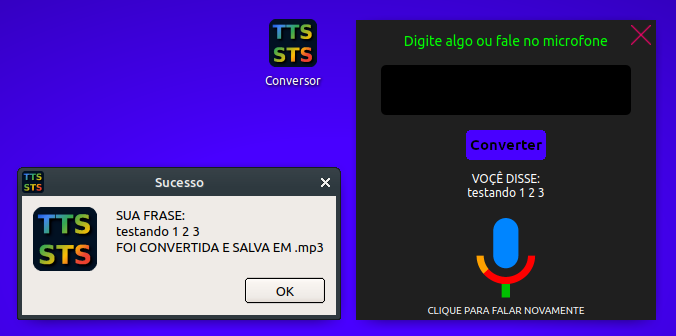 TTS
STS
Conversor
TTS
STS
Sucesso
TTS
STS
SUA FRASE:
testando 1 2 3
FOI CONVERTIDA E SALVA EM .mp3
OK
Digite algo ou fale no microfone
Converter
VOÇÊ DISSE:
testando 1 2 3
CLIQUE PARA FALAR NOVAMENTE